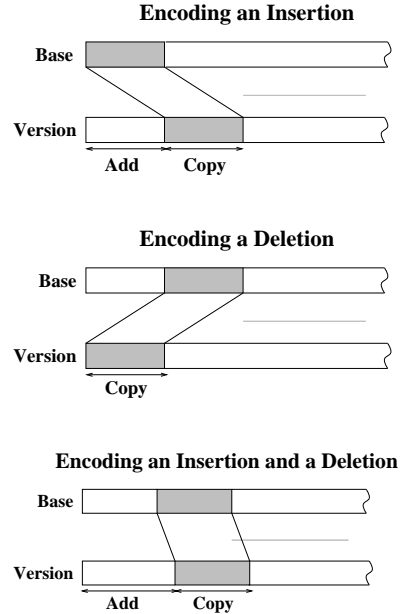 Encoding an Insertion
Base
Version
Add Copy
Encoding a Deletion
Base
Version
Copy
Encoding an Insertion and a Deletion
Base
Version
Add Copy